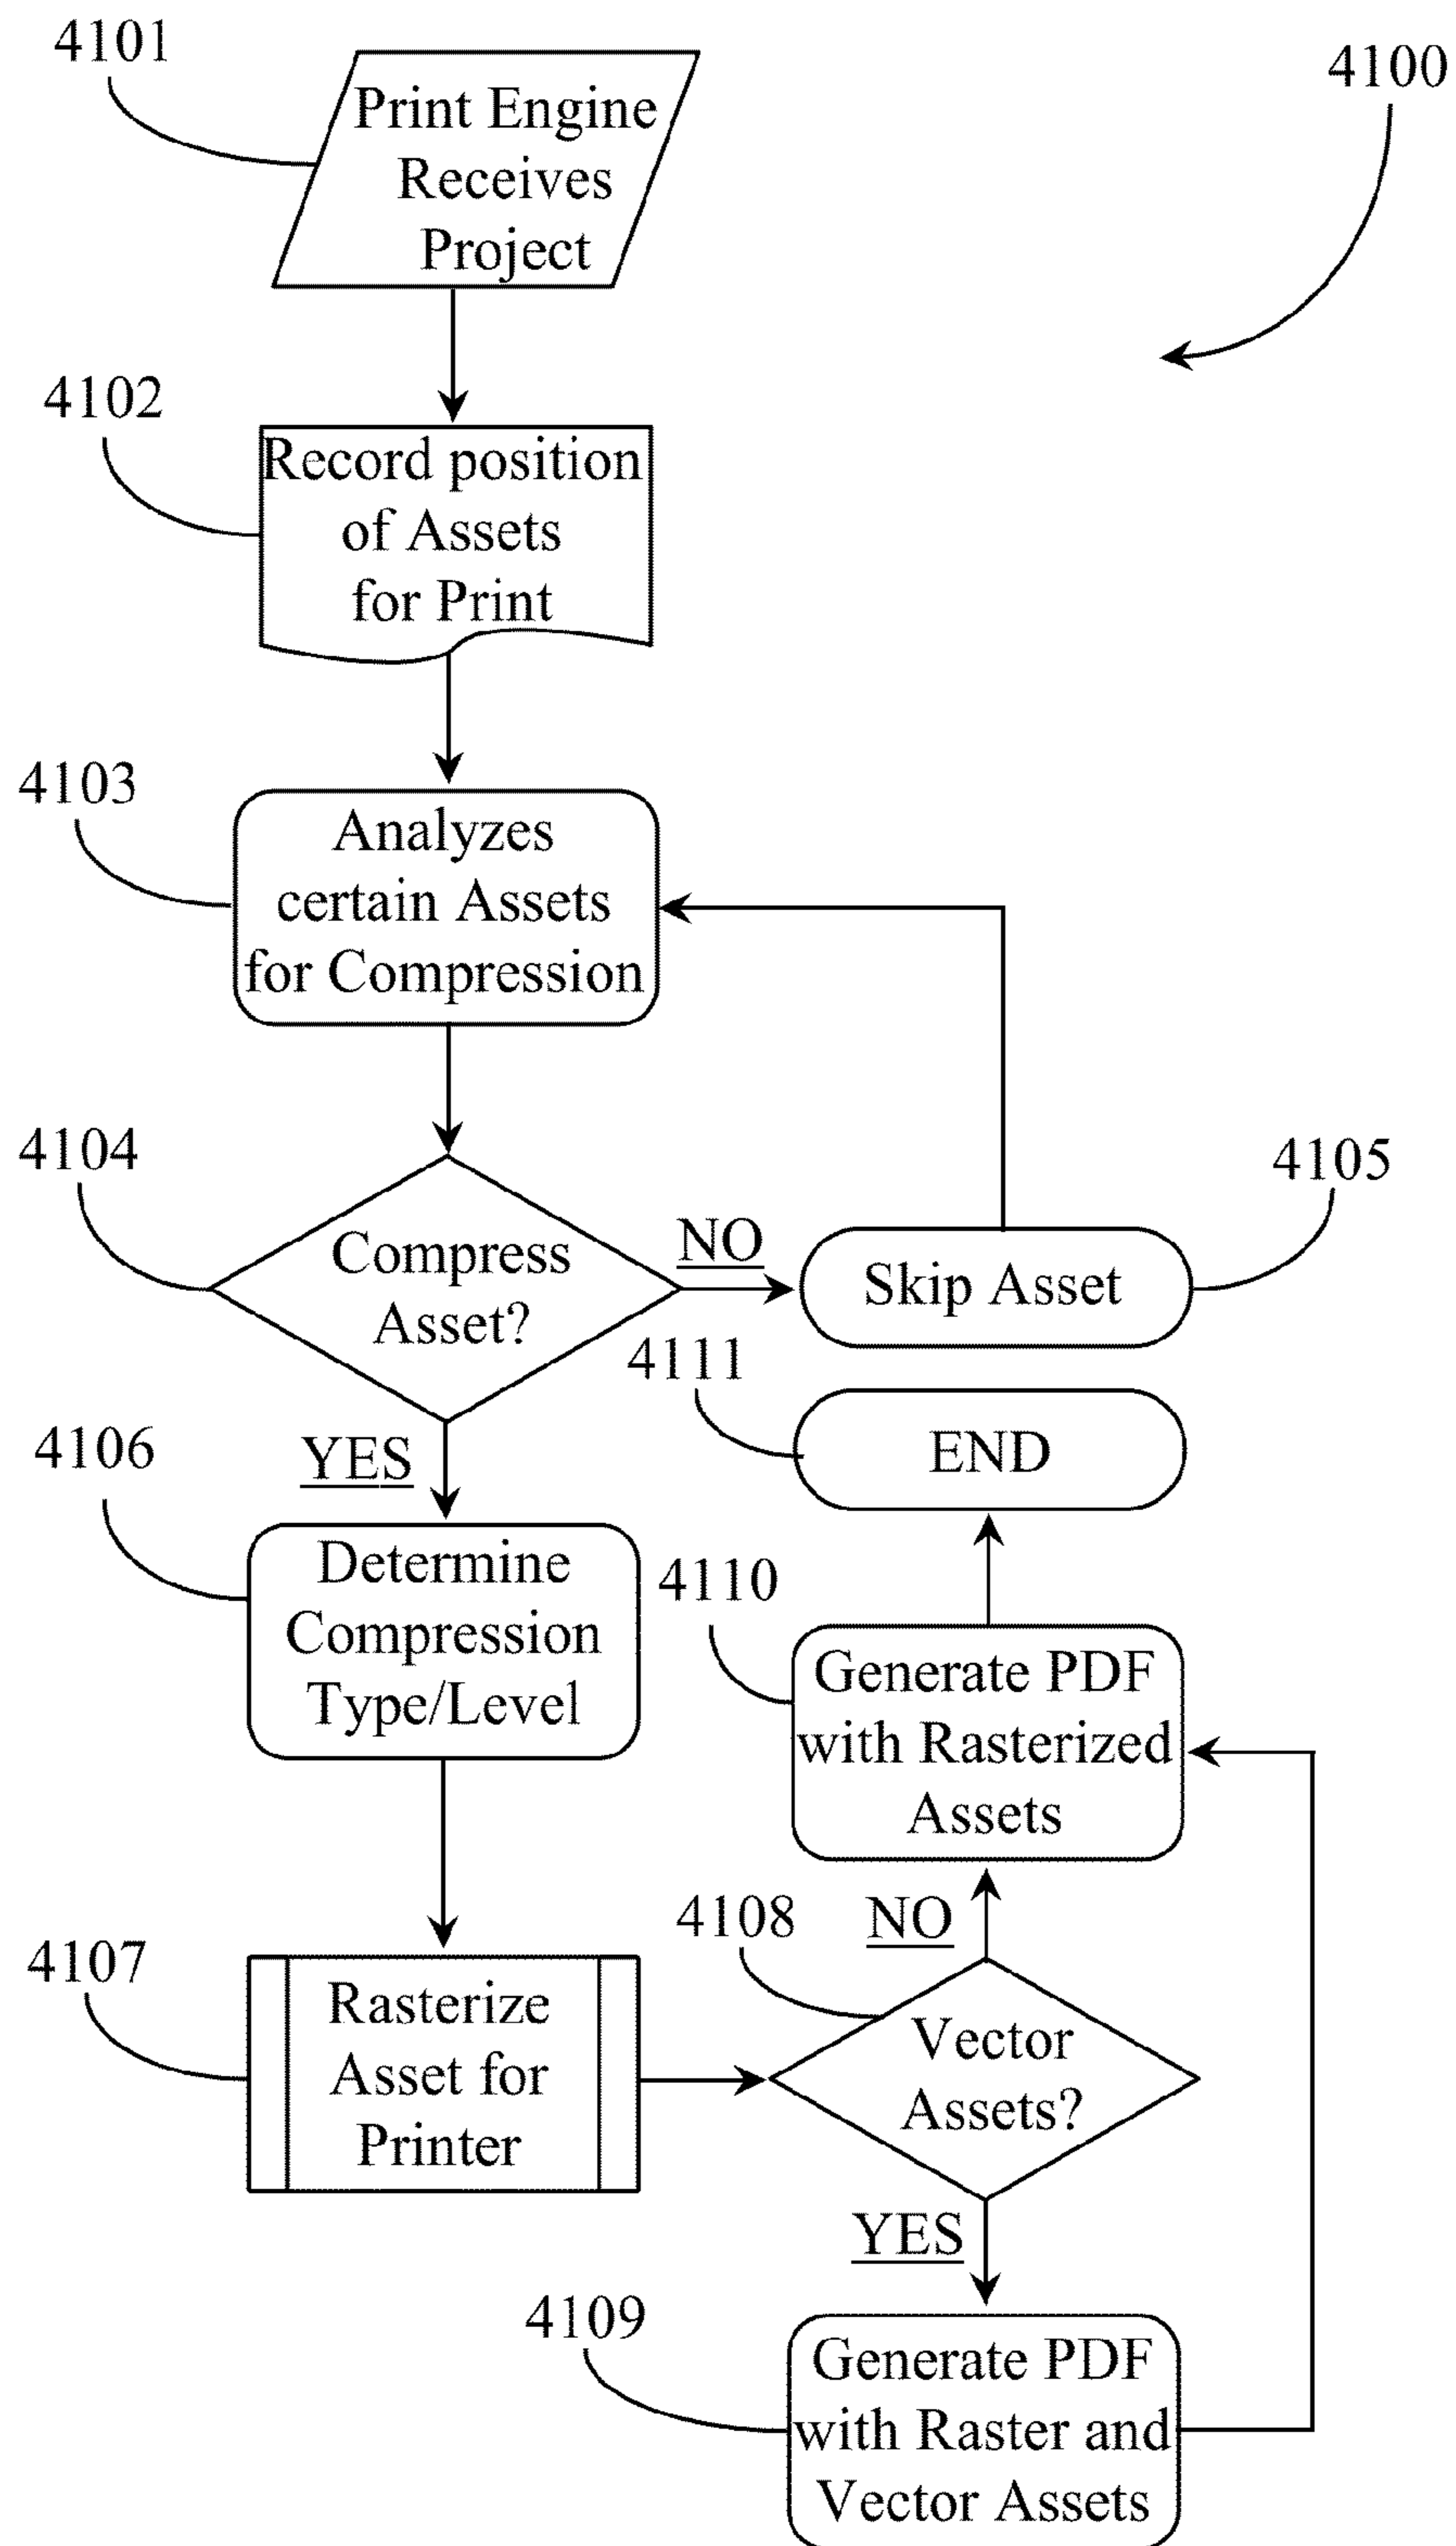 4101
4100
Print Engine
Receives
Project
4102
Record position
of Assets
for Print
4103
Analyzes
certain Assets
for Compression
4104
Compress
Asset?
NO
4105
Skip Asset
4111
END
YES
4106
Determine
Compression
Type/Level
4110
Generate PDF
with Rasterized
Assets
4107
Rasterize
Asset for
Printer
4108
NO
Vector
Assets?
YES
4109
Generate PDF
with Raster and
Vector Assets